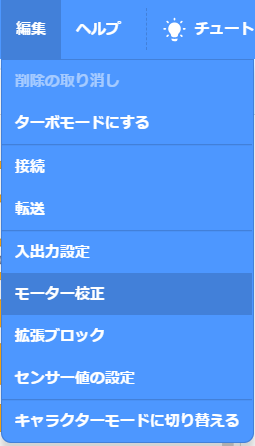 編集 ヘルプ チュート
削除の取り消し
ターボモードにする
接続
転送
入出力設定
モーター校正
拡張ブロック
センサー値の設定
キャラクターモードに切り替える